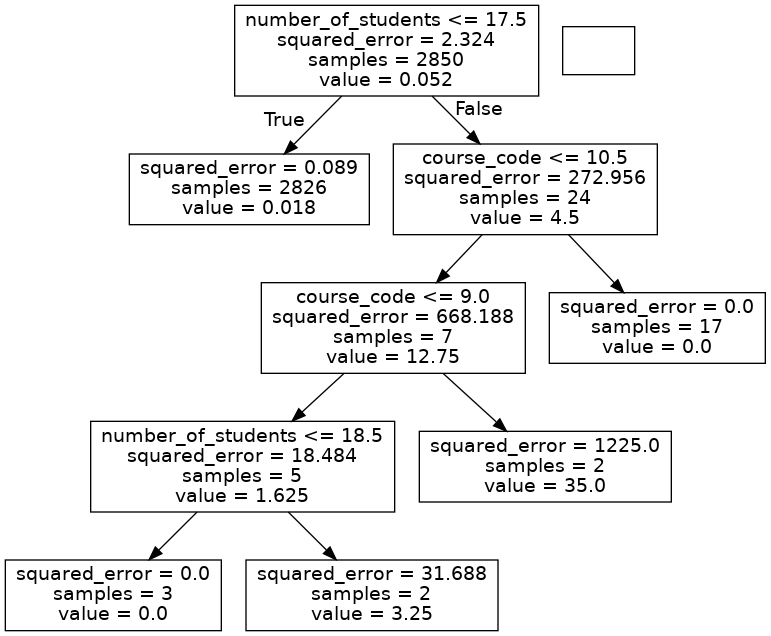 number_of_students <= 17.5
squared_error = 2.324
samples = 2850
value = 0.052
True
False
squared_error = 0.089
samples = 2826
value = 0.018
course_code <= 10.5
squared_error = 272.956
samples = 24
value = 4.5
course_code <= 9.0
squared_error = 668.188
samples = 7
value = 12.75
squared_error = 0.0
samples = 17
value = 0.0
number_of_students <= 18.5
squared_error = 18.484
samples = 5
value = 1.625
squared_error = 1225.0
samples = 2
value = 35.0
squared_error = 0.0
samples = 3
value = 0.0
squared_error = 31.688
samples = 2
value = 3.25